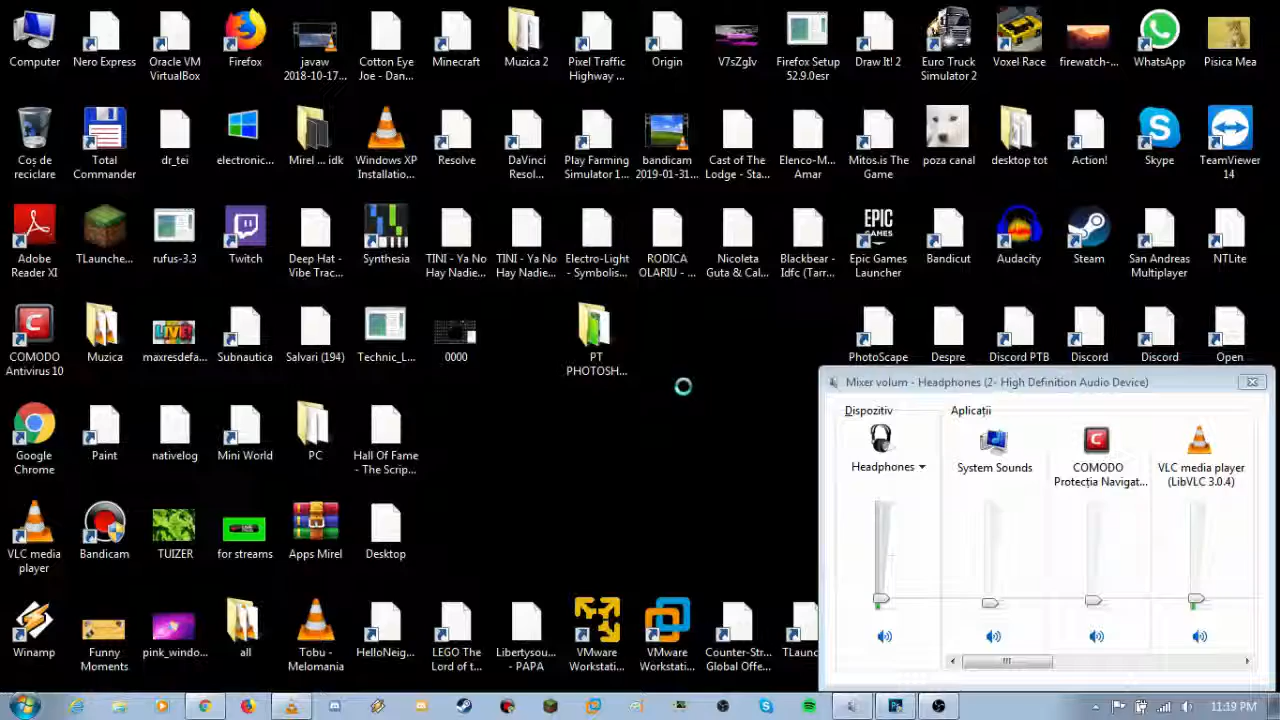 Computer
Nero Express
Oracle VM
VirtualBox
Firefox
javaw
2018-10-17...
Cotton Eye
Joe - Dan...
Minecraft
Muzica 2
Pixel Traffic
Highway ...
Origin
V7sZgIv
Firefox Setup
52.9.0esr
Draw It! 2
Euro Truck
Simulator 2
Voxel Race
firewatch-...
WhatsApp
Pisica Mea
Coș de
reciclare
Total
Commander
dr_tei
electronic...
Mirel ... idk
Windows XP
Installatio...
Resolve
DaVinci
Resol...
Play Farming
Simulator 1...
bandicam
2019-01-31...
Cast of The
Lodge - Sta...
Elenco-M...
Amar
Mitos.is The
Game
poza canal
desktop tot
Action!
Skype
TeamViewer
14
Adobe
Reader XI
TLaunche...
rufus-3.3
Twitch
Deep Hat -
Vibe Trac...
Synthesia
TINI - Ya No
Hay Nadie...
TINI - Ya No
Hay Nadie...
Electro-Light
- Symbolis...
RODICA
OLARIU - ...
Nicoleta
Guta & Cal...
Blackbear -
Idfc (Tarr...
EPIC
GAMES
Epic Games
Launcher
Bandicut
Audacity
Steam
San Andreas
Multiplayer
NTLite
COMODO
Antivirus 10
Muzica
LIVE
maxresdefa...
Subnautica
Salvari (194)
Technic_L...
0000
PT
PHOTOSH...
PhotoScape
Despre
Discord PTB
Discord
Discord
Open
Mixer volum - Headphones (2- High Definition Audio Device)
Dispozitiv
Aplicații
Headphones
System Sounds
COMODO
Protecția Navigat...
VLC media player
(LibVLC 3.0.4)
Google
Chrome
Paint
nativelog
Mini World
PC
Hall Of Fame
- The Scrip...
VLC media
player
Bandicam
TUIZER
for streams
Apps Mirel
Desktop
Winamp
Funny
Moments
pink_windo...
all
Tobu -
Melomania
HelloNeig...
LEGO The
Lord of t...
Libertysou...
- PAPA
VMware
Workstati...
VMware
Workstati...
Counter-Str...
Global Offe...
TLaun
11:19 PM